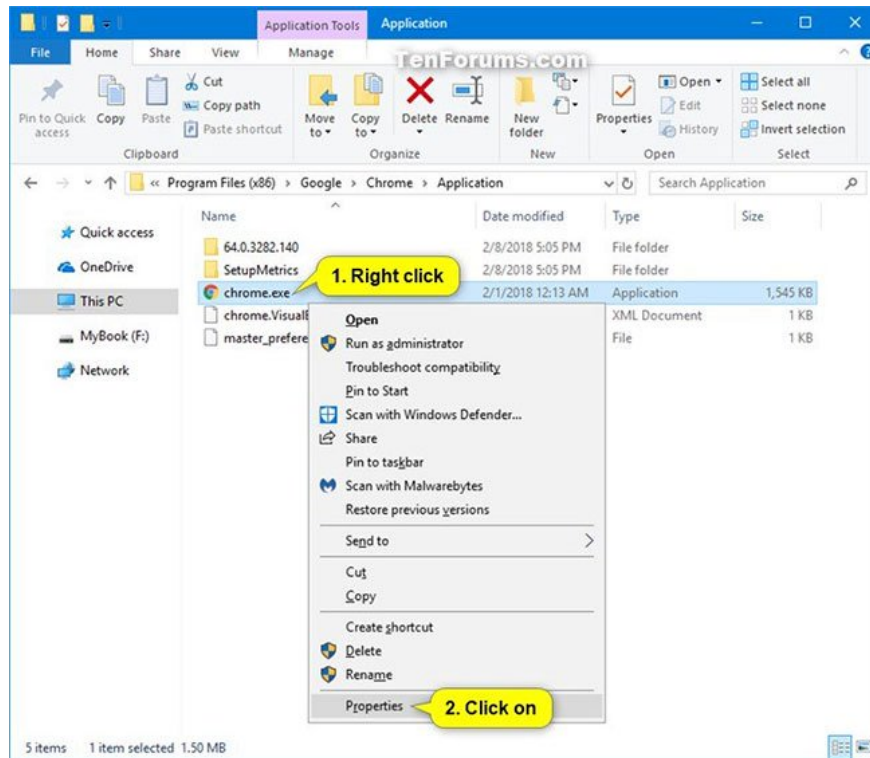 Application Tools Application
File Home Share View Manage
TenForums.com
Pin to Quick access
Copy
Paste
Cut
Copy path
Paste shortcut
Move to
Copy to
Delete
Rename
New folder
Properties
Open
Edit
History
Select all
Select none
Invert selection
Clipboard Organize New Open Select
« Program Files (x86) › Google › Chrome › Application
Search Application
Name Date modified Type Size
Quick access
OneDrive
This PC
MyBook (F:)
Network
64.0.3282.140 2/8/2018 5:05 PM File folder
SetupMetrics 2/8/2018 5:05 PM File folder
chrome.exe 2/1/2018 12:13 AM Application 1,545 KB
chrome.VisualE XML Document 1 KB
master_prefere File 1 KB
1. Right click
Open
Run as administrator
Troubleshoot compatibility
Pin to Start
Scan with Windows Defender...
Share
Pin to taskbar
Scan with Malwarebytes
Restore previous versions
Send to
Cut
Copy
Create shortcut
Delete
Rename
Properties
2. Click on
5 items 1 item selected 1.50 MB